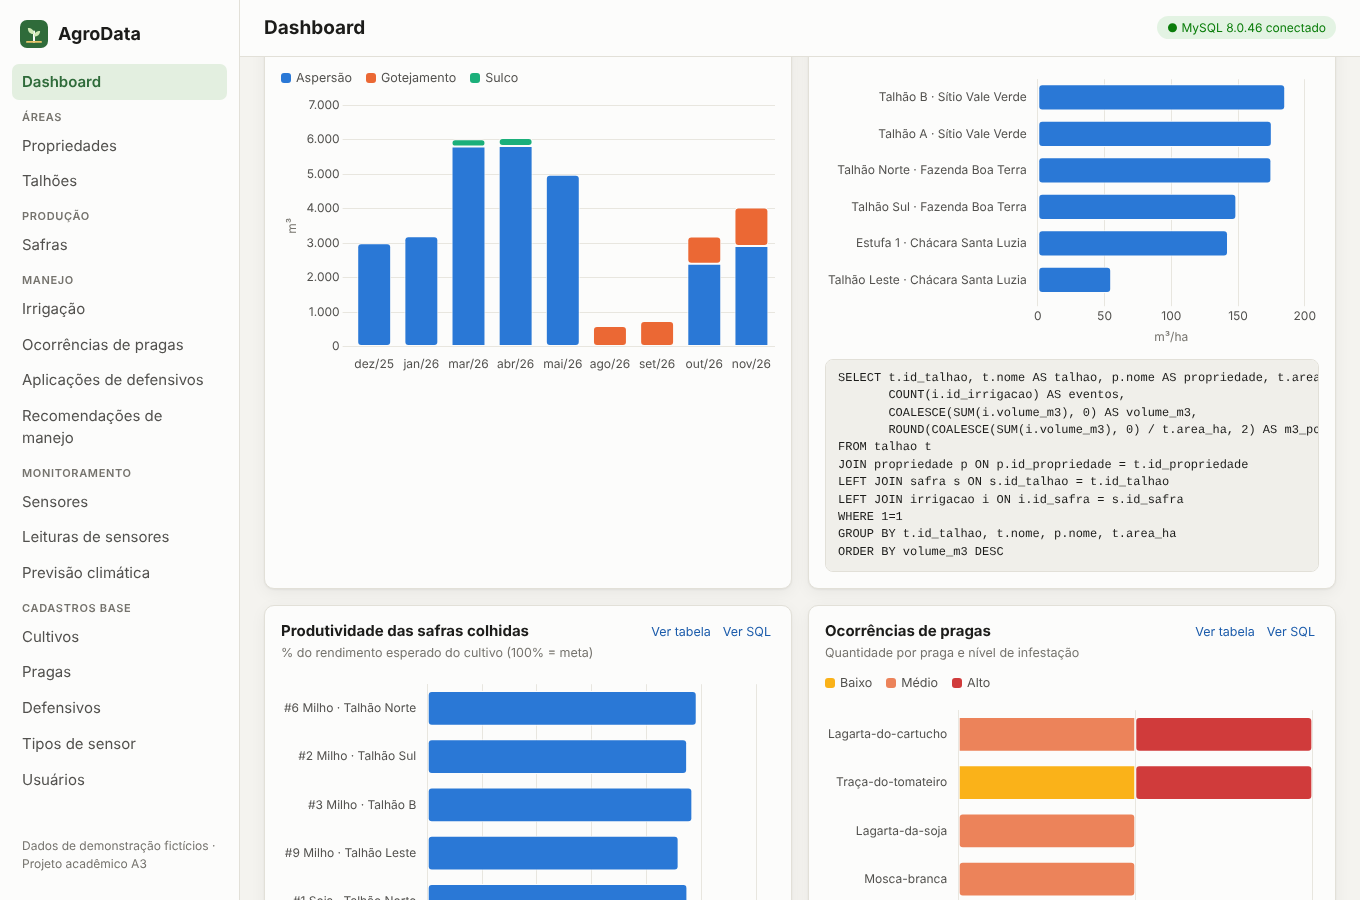 AgroData
Dashboard
ÁREAS
Propriedades
Talhões
PRODUÇÃO
Safras
MANEJO
Irrigação
Ocorrências de pragas
Aplicações de defensivos
Recomendações de
manejo
MONITORAMENTO
Sensores
Leituras de sensores
Previsão climática
CADASTROS BASE
Cultivos
Pragas
Defensivos
Tipos de sensor
Usuários
Dados de demonstração fictícios ·
Projeto acadêmico A3
Dashboard
MySQL 8.0.46 conectado
Aspersão Gotejamento Sulco
7.000
6.000
5.000
4.000
3.000
2.000
1.000
0
m³
dez/25 jan/26 mar/26 abr/26 mai/26 ago/26 set/26 out/26 nov/26
Talhão B · Sítio Vale Verde
Talhão A · Sítio Vale Verde
Talhão Norte · Fazenda Boa Terra
Talhão Sul · Fazenda Boa Terra
Estufa 1 · Chácara Santa Luzia
Talhão Leste · Chácara Santa Luzia
0 50 100 150 200
m³/ha
SELECT t.id_talhao, t.nome AS talhao, p.nome AS propriedade, t.area
COUNT(i.id_irrigacao) AS eventos,
COALESCE(SUM(i.volume_m3), 0) AS volume_m3,
ROUND(COALESCE(SUM(i.volume_m3), 0) / t.area_ha, 2) AS m3_po
FROM talhao t
JOIN propriedade p ON p.id_propriedade = t.id_propriedade
LEFT JOIN safra s ON s.id_talhao = t.id_talhao
LEFT JOIN irrigacao i ON i.id_safra = s.id_safra
WHERE 1=1
GROUP BY t.id_talhao, t.nome, p.nome, t.area_ha
ORDER BY volume_m3 DESC
Produtividade das safras colhidas
Ver tabela Ver SQL
% do rendimento esperado do cultivo (100% = meta)
#6 Milho · Talhão Norte
#2 Milho · Talhão Sul
#3 Milho · Talhão B
#9 Milho · Talhão Leste
#1 Soja · Talhão Norte
Ocorrências de pragas
Ver tabela Ver SQL
Quantidade por praga e nível de infestação
Baixo Médio Alto
Lagarta-do-cartucho
Traça-do-tomateiro
Lagarta-da-soja
Mosca-branca